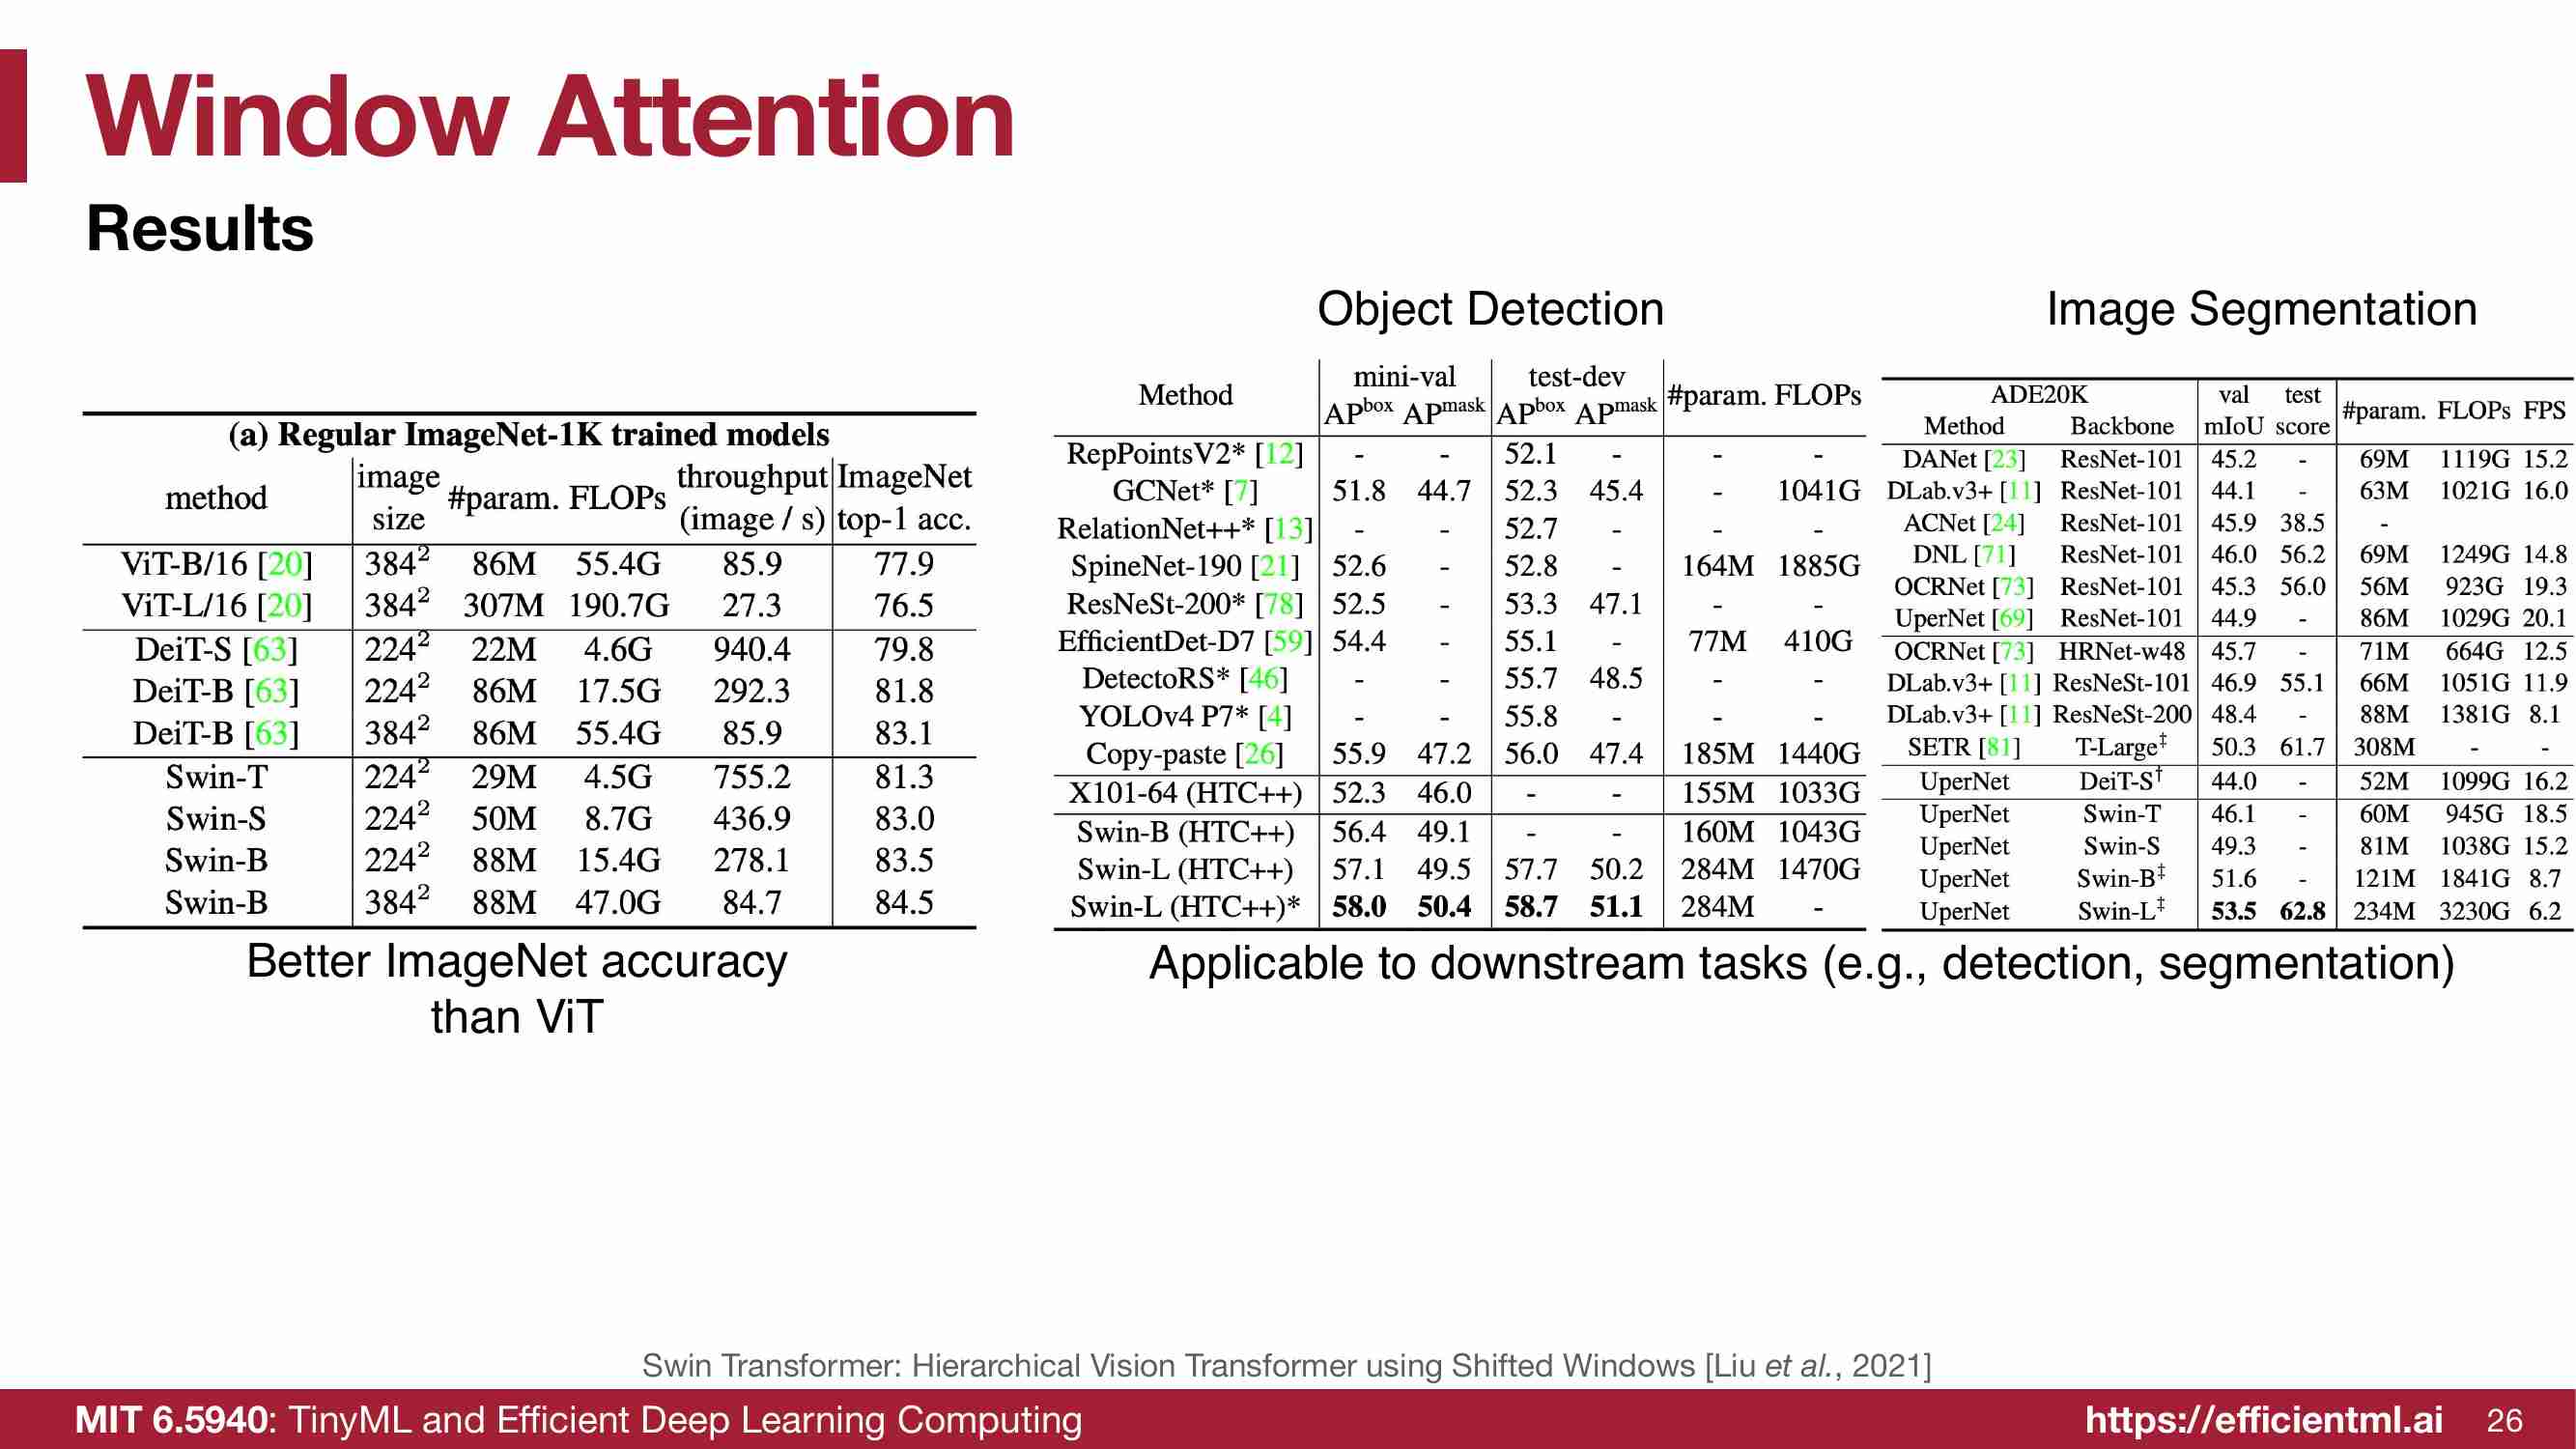 Window Attention
Results
(a) Regular ImageNet-1K trained models
method image size #param. FLOPs throughput (image / s) ImageNet top-1 acc.
ViT-B/16 [20] 384² 86M 55.4G 85.9 77.9
ViT-L/16 [20] 384² 307M 190.7G 27.3 76.5
DeiT-S [63] 224² 22M 4.6G 940.4 79.8
DeiT-B [63] 224² 86M 17.5G 292.3 81.8
DeiT-B [63] 384² 86M 55.4G 85.9 83.1
Swin-T 224² 29M 4.5G 755.2 81.3
Swin-S 224² 50M 8.7G 436.9 83.0
Swin-B 224² 88M 15.4G 278.1 83.5
Swin-B 384² 88M 47.0G 84.7 84.5
Better ImageNet accuracy
than ViT
Object Detection
Method mini-val test-dev #param. FLOPs
AP^box AP^mask AP^box AP^mask
RepPointsV2* [12] - - 52.1 - - -
GCNet* [7] 51.8 44.7 52.3 45.4 - 1041G
RelationNet++* [13] - - 52.7 - - -
SpineNet-190 [21] 52.6 - 52.8 - 164M 1885G
ResNeSt-200* [78] 52.5 - 53.3 47.1 - -
EfficientDet-D7 [59] 54.4 - 55.1 - 77M 410G
DetectoRS* [46] - - 55.7 48.5 - -
YOLOv4 P7* [4] - - 55.8 - - -
Copy-paste [26] 55.9 47.2 56.0 47.4 185M 1440G
X101-64 (HTC++) 52.3 46.0 - - 155M 1033G
Swin-B (HTC++) 56.4 49.1 - - 160M 1043G
Swin-L (HTC++) 57.1 49.5 57.7 50.2 284M 1470G
Swin-L (HTC++)* 58.0 50.4 58.7 51.1 284M -
Image Segmentation
ADE20K val test #param. FLOPs FPS
Method Backbone mIoU score
DANet [23] ResNet-101 45.2 - 69M 1119G 15.2
DLab.v3+ [11] ResNet-101 44.1 - 63M 1021G 16.0
ACNet [24] ResNet-101 45.9 38.5 -
DNL [71] ResNet-101 46.0 56.2 69M 1249G 14.8
OCRNet [73] ResNet-101 45.3 56.0 56M 923G 19.3
UperNet [69] ResNet-101 44.9 - 86M 1029G 20.1
OCRNet [73] HRNet-w48 45.7 - 71M 664G 12.5
DLab.v3+ [11] ResNeSt-101 46.9 55.1 66M 1051G 11.9
DLab.v3+ [11] ResNeSt-200 48.4 - 88M 1381G 8.1
SETR [81] T-Large‡ 50.3 61.7 308M - -
UperNet DeiT-S† 44.0 - 52M 1099G 16.2
UperNet Swin-T 46.1 - 60M 945G 18.5
UperNet Swin-S 49.3 - 81M 1038G 15.2
UperNet Swin-B‡ 51.6 - 121M 1841G 8.7
UperNet Swin-L‡ 53.5 62.8 234M 3230G 6.2
Applicable to downstream tasks (e.g., detection, segmentation)
Swin Transformer: Hierarchical Vision Transformer using Shifted Windows [Liu et al., 2021]
MIT 6.5940: TinyML and Efficient Deep Learning Computing
https://efficientml.ai 26